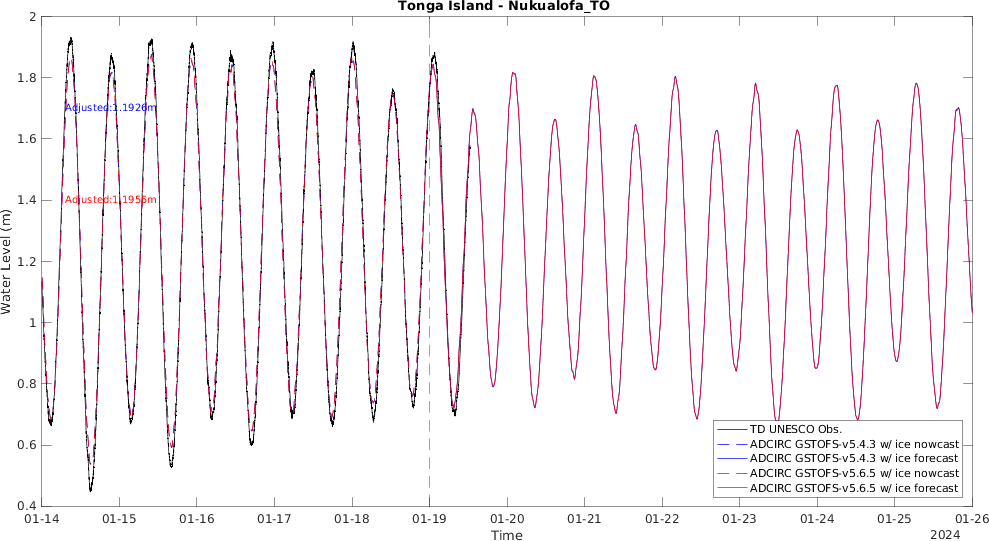 Tonga Island - Nukualofa_TO
2
1.8
1.6
1.4
1.2
1
0.8
0.6
0.4
Water Level (m)
Adjusted:1.1926m
Adjusted:1.1955m
TD UNESCO Obs.
ADCIRC GSTOFS-v5.4.3 w/ ice nowcast
ADCIRC GSTOFS-v5.4.3 w/ ice forecast
ADCIRC GSTOFS-v5.6.5 w/ ice nowcast
ADCIRC GSTOFS-v5.6.5 w/ ice forecast
01-14 01-15 01-16 01-17 01-18 01-19 01-20 01-21 01-22 01-23 01-24 01-25 01-26
Time
2024